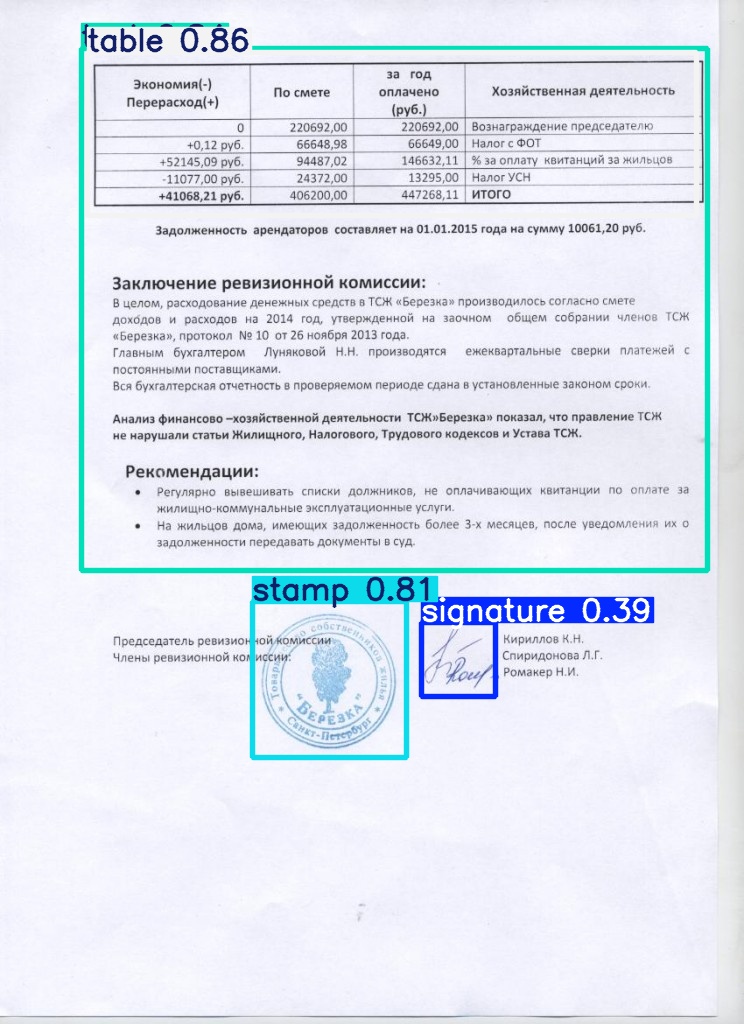 table 0.86
Экономия(-) Перерасход(+) По смете за год оплачено (руб.) Хозяйственная деятельность
0 220692,00 220692,00 Вознаграждение председателю
+0,12 руб. 66648,98 66649,00 Налог с ФОТ
+52145,09 руб. 94487,02 146632,11 % за оплату квитанций за жильцов
-11077,00 руб. 24372,00 13295,00 Налог УСН
+41068,21 руб. 406200,00 447268,11 ИТОГО
Задолженность арендаторов составляет на 01.01.2015 года на сумму 10061,20 руб.
Заключение ревизионной комиссии:
В целом, расходование денежных средств в ТСЖ «Березка» производилось согласно смете
доходов и расходов на 2014 год, утвержденной на заочном общем собрании членов ТСЖ
«Березка», протокол № 10 от 26 ноября 2013 года.
Главным бухгалтером Луняковой Н.Н. производятся ежеквартальные сверки платежей с
постоянными поставщиками.
Вся бухгалтерская отчетность в проверяемом периоде сдана в установленные законом сроки.
Анализ финансово –хозяйственной деятельности ТСЖ»Березка» показал, что правление ТСЖ
не нарушали статьи Жилищного, Налогового, Трудового кодексов и Устава ТСЖ.
Рекомендации:
• Регулярно вывешивать списки должников, не оплачивающих квитанции по оплате за
жилищно-коммунальные эксплуатационные услуги.
• На жильцов дома, имеющих задолженность более 3-х месяцев, после уведомления их о
задолженности передавать документы в суд.
stamp 0.81
signature 0.39
Председатель ревизионной комиссии
Кириллов К.Н.
Члены ревизионной комиссии:
Спиридонова Л.Г.
Ромакер Н.И.
Товарищество собственников жилья
"БЕРЕЗКА"
Санкт-Петербург